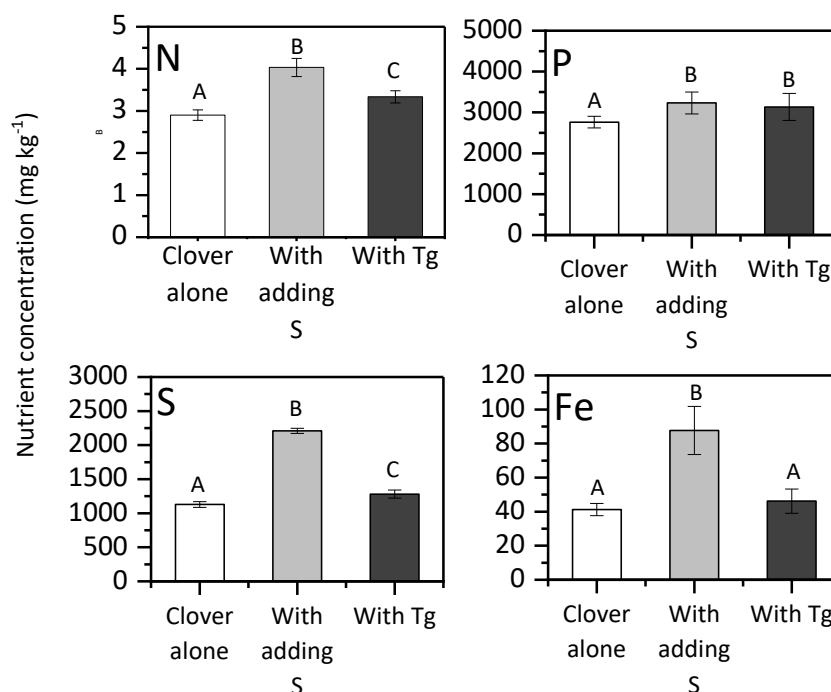 Nutrient concentration (mg kg-1)
N
5
4
3
2
1
0
A
B
C
B
Clover alone
With adding S
With Tg
P
5000
4000
3000
2000
1000
0
A
B
B
Clover alone
With adding S
With Tg
S
3000
2500
2000
1500
1000
500
0
A
B
C
Clover alone
With adding S
With Tg
Fe
120
100
80
60
40
20
0
A
B
A
Clover alone
With adding S
With Tg